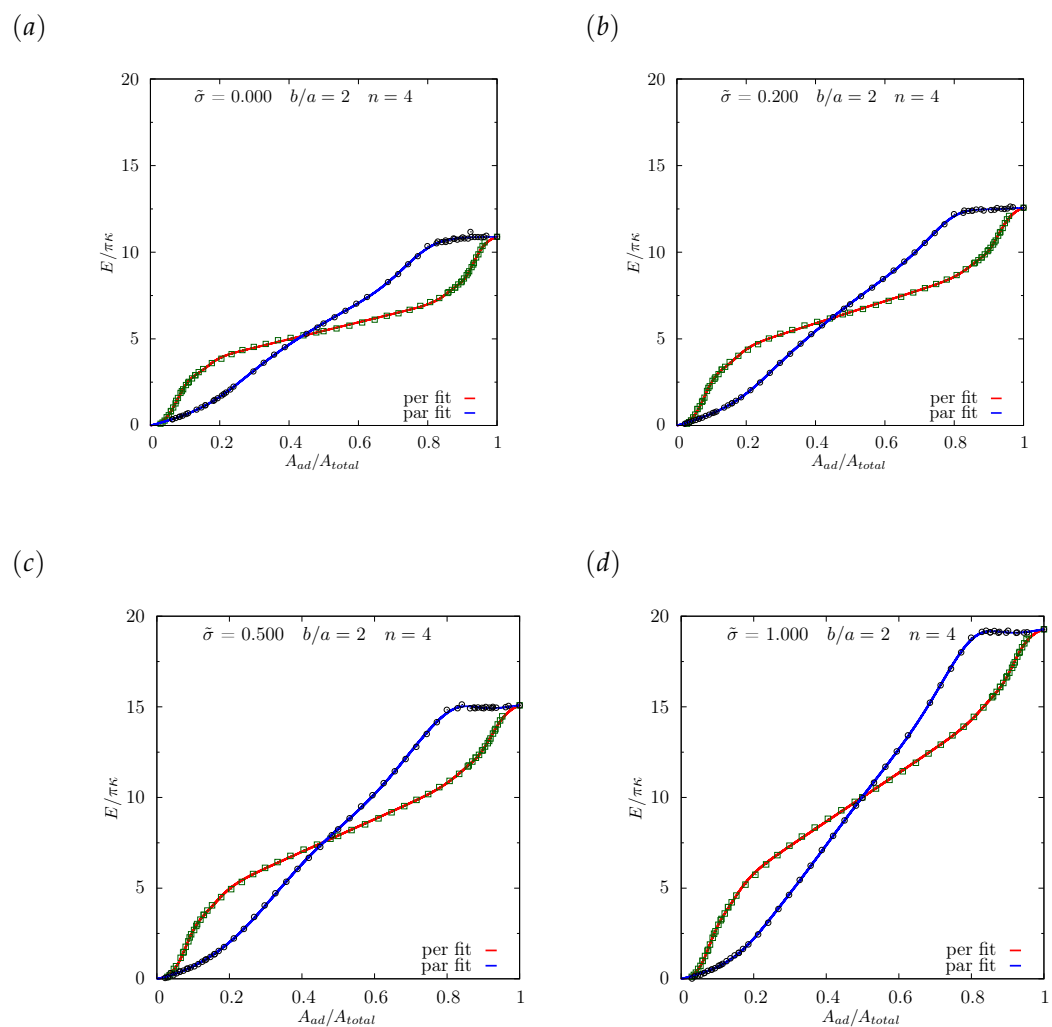 (a)
20
15
10
5
0
E/πκ
σ̃ = 0.000 b/a = 2 n = 4
per fit
par fit
0 0.2 0.4 0.6 0.8 1
A_ad/A_total
(b)
20
15
10
5
0
E/πκ
σ̃ = 0.200 b/a = 2 n = 4
per fit
par fit
0 0.2 0.4 0.6 0.8 1
A_ad/A_total
(c)
20
15
10
5
0
E/πκ
σ̃ = 0.500 b/a = 2 n = 4
per fit
par fit
0 0.2 0.4 0.6 0.8 1
A_ad/A_total
(d)
20
15
10
5
0
E/πκ
σ̃ = 1.000 b/a = 2 n = 4
per fit
par fit
0 0.2 0.4 0.6 0.8 1
A_ad/A_total